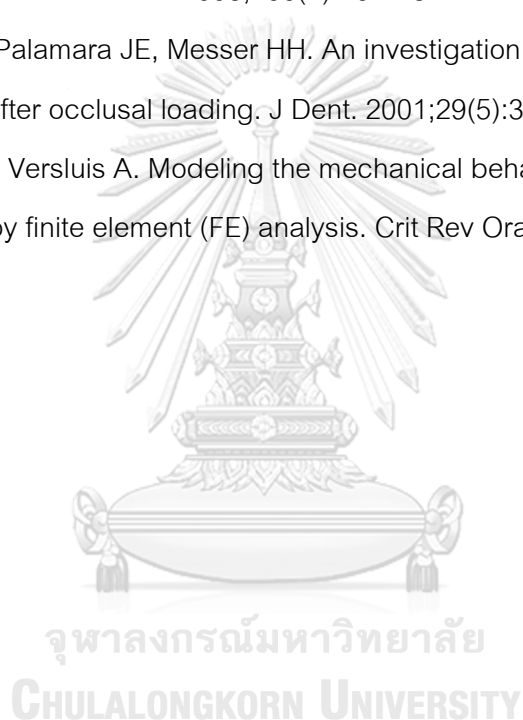 Palamara JE, Messer HH. An investigation
fter occlusal loading. J Dent. 2001;29(5):3
Versluis A. Modeling the mechanical beha
by finite element (FE) analysis. Crit Rev Ora
จุฬาลงกรณ์มหาวิทยาลัย
CHULALONGKORN UNIVERSITY